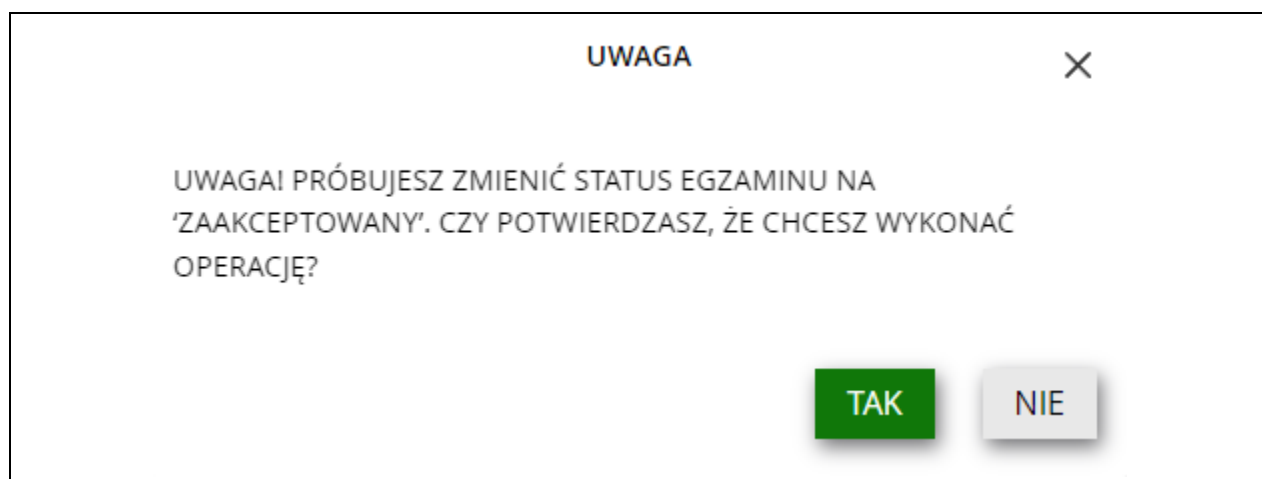 UWAGA
UWAGA! PRÓBUJESZ ZMIENIĆ STATUS EGZAMINU NA
‘ZAAKCEPTOWANY’. CZY POTWIERDZASZ, ŻE CHCESZ WYKONAĆ
OPERACJĘ?
TAK NIE